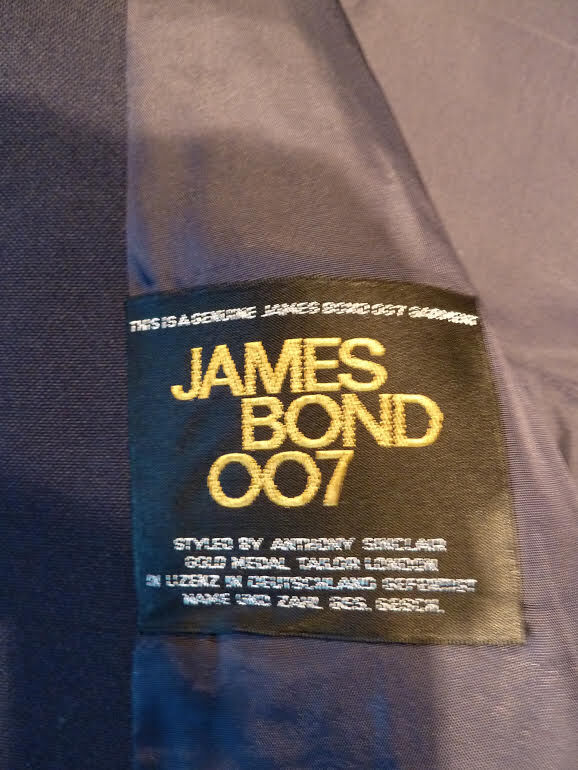 THIS IS A GENUINE JAMES BOND 007 GARMENT
JAMES
BOND
007
STYLED BY ANTHONY SINCLAIR
GOLD MEDAL TAILOR LONDON
IN LIZENZ IN DEUTSCHLAND GEFERTIGT
NAME UND ZAHL GES. GESCH.